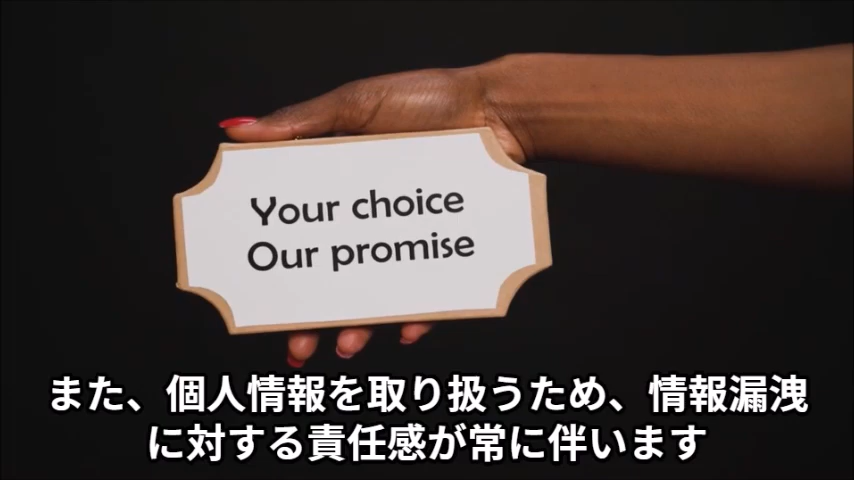 Your choice
Our promise
また、個人情報を取り扱うため、情報漏洩
に対する責任感が常に伴います